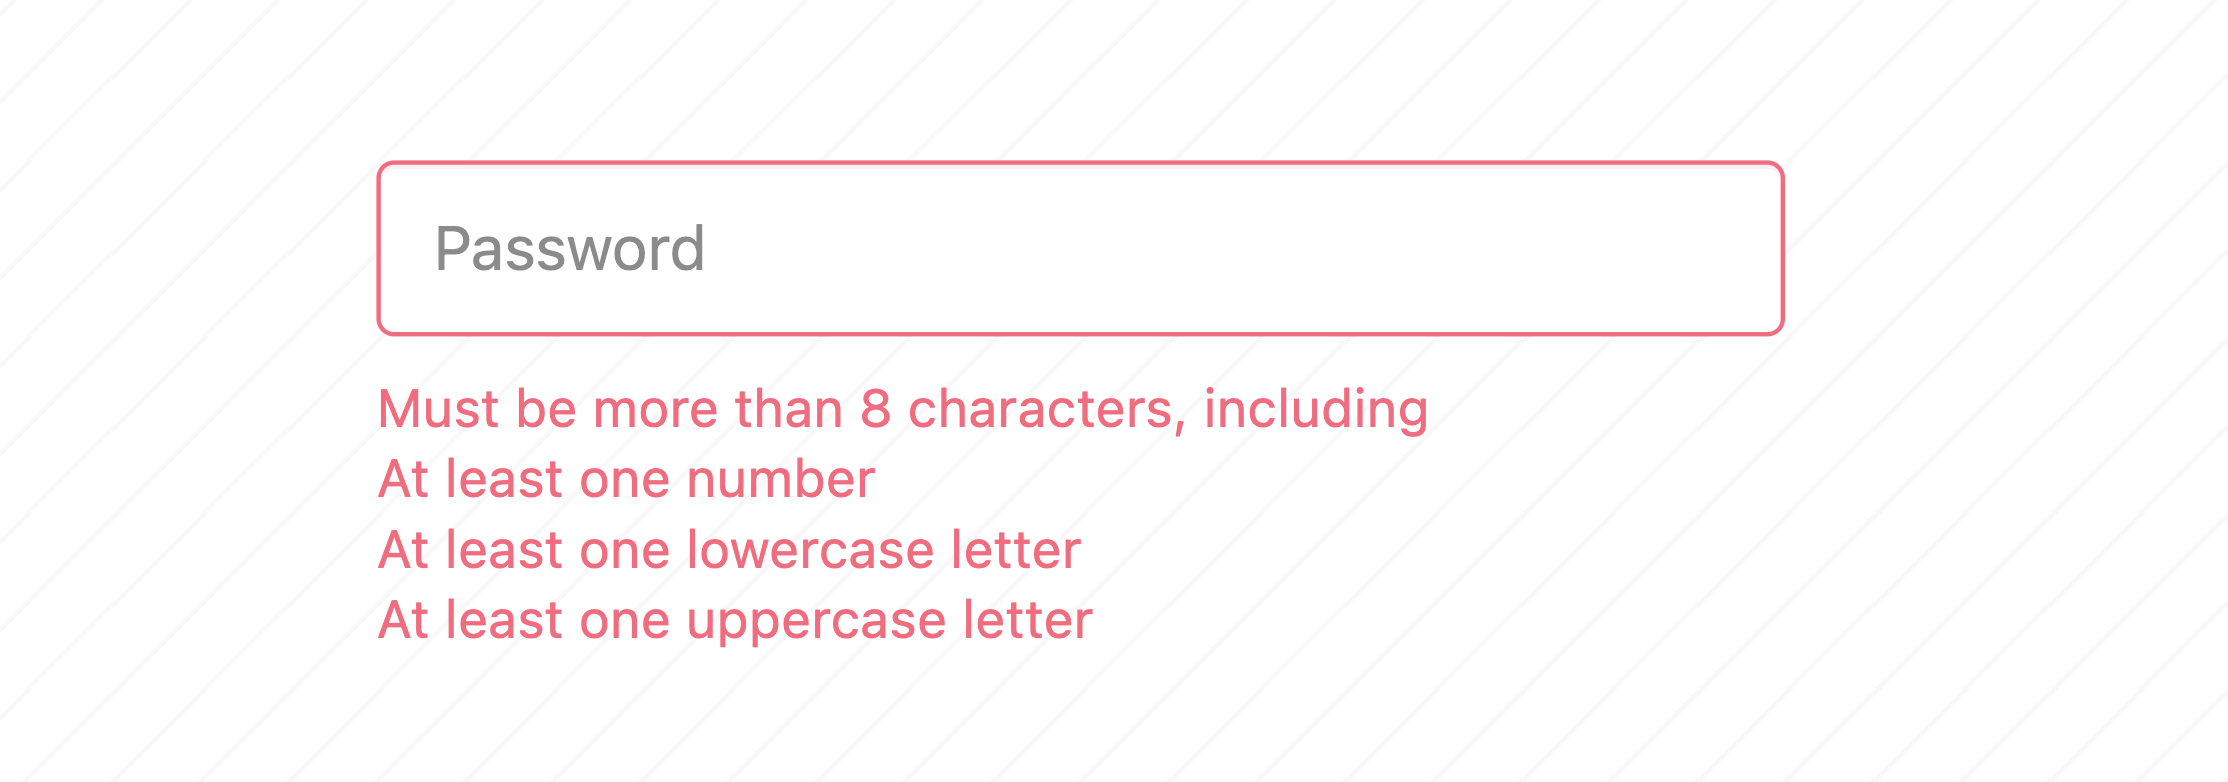 Password
Must be more than 8 characters, including
At least one number
At least one lowercase letter
At least one uppercase letter